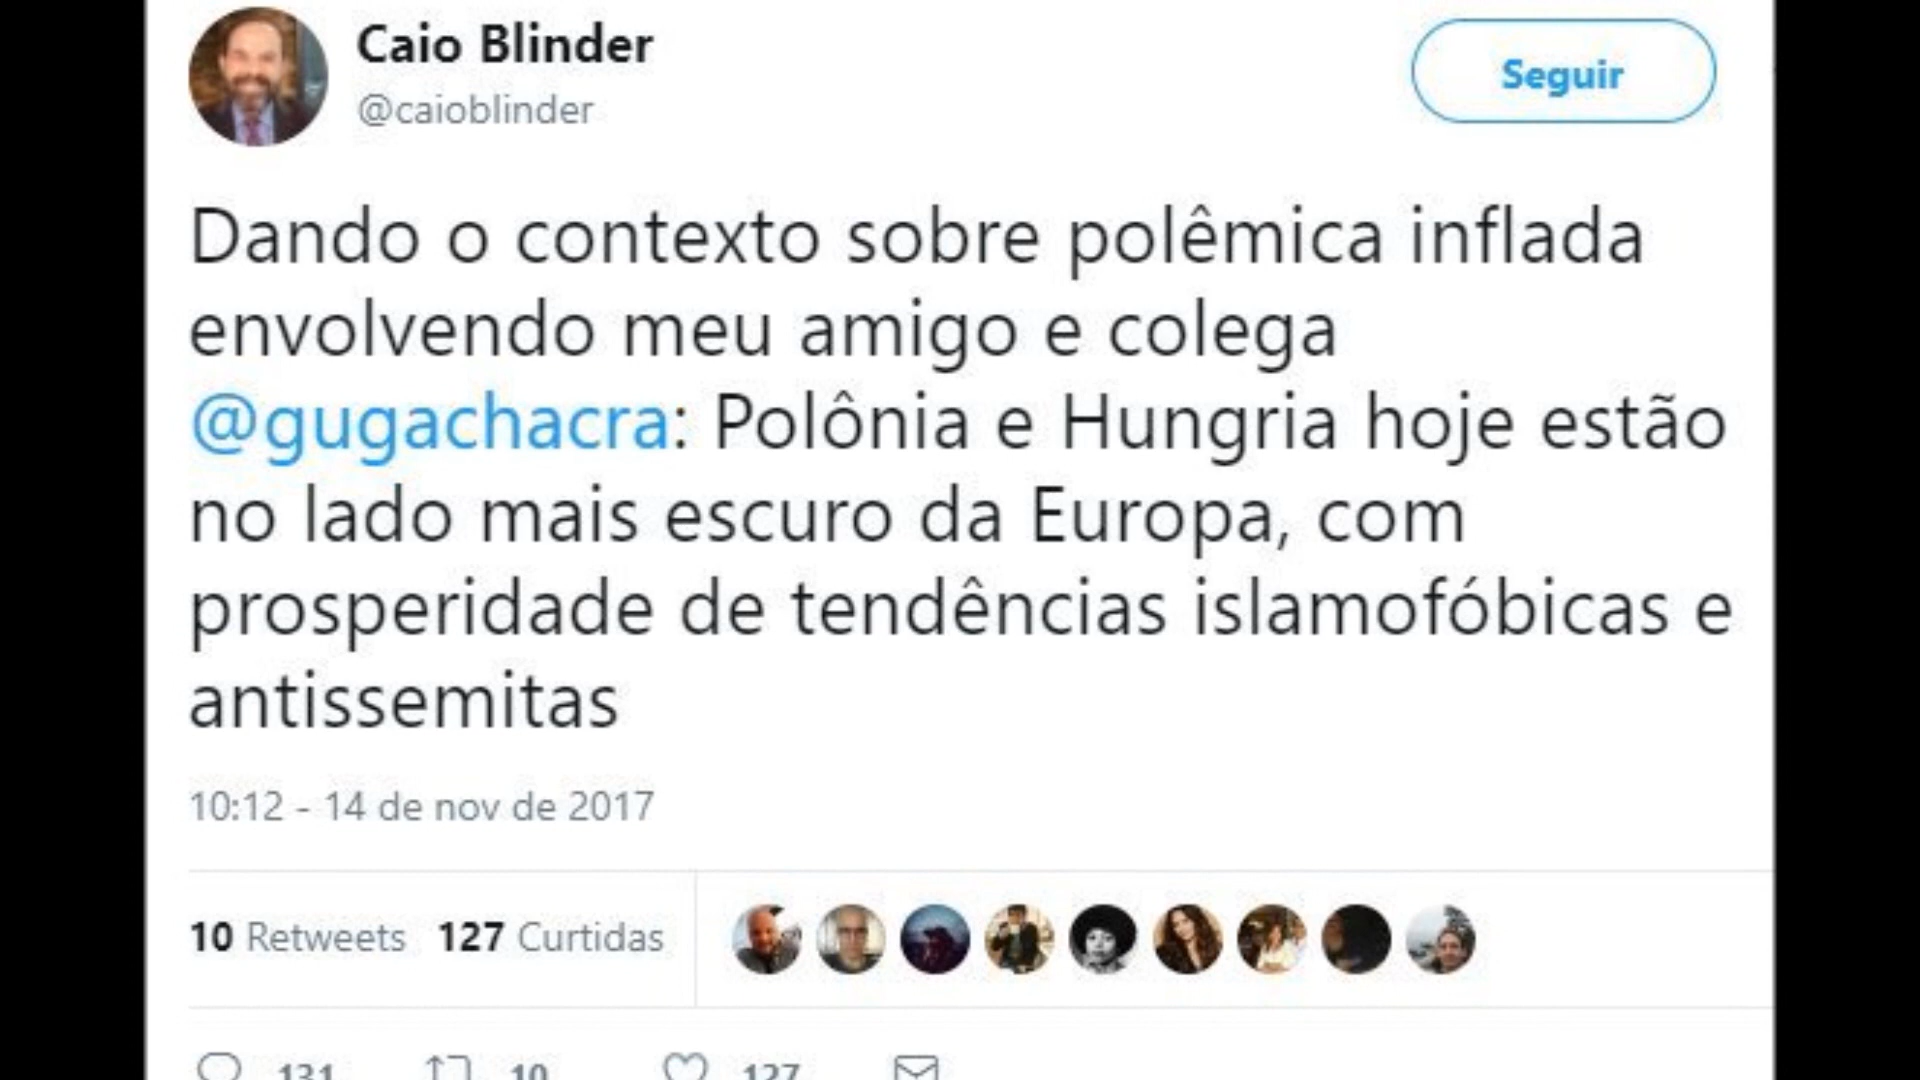 Caio Blinder
@caioblinder
Seguir
Dando o contexto sobre polêmica inflada
envolvendo meu amigo e colega
@gugachacra: Polônia e Hungria hoje estão
no lado mais escuro da Europa, com
prosperidade de tendências islamofóbicas e
antissemitas
10:12 - 14 de nov de 2017
10 Retweets 127 Curtidas
131 10 127